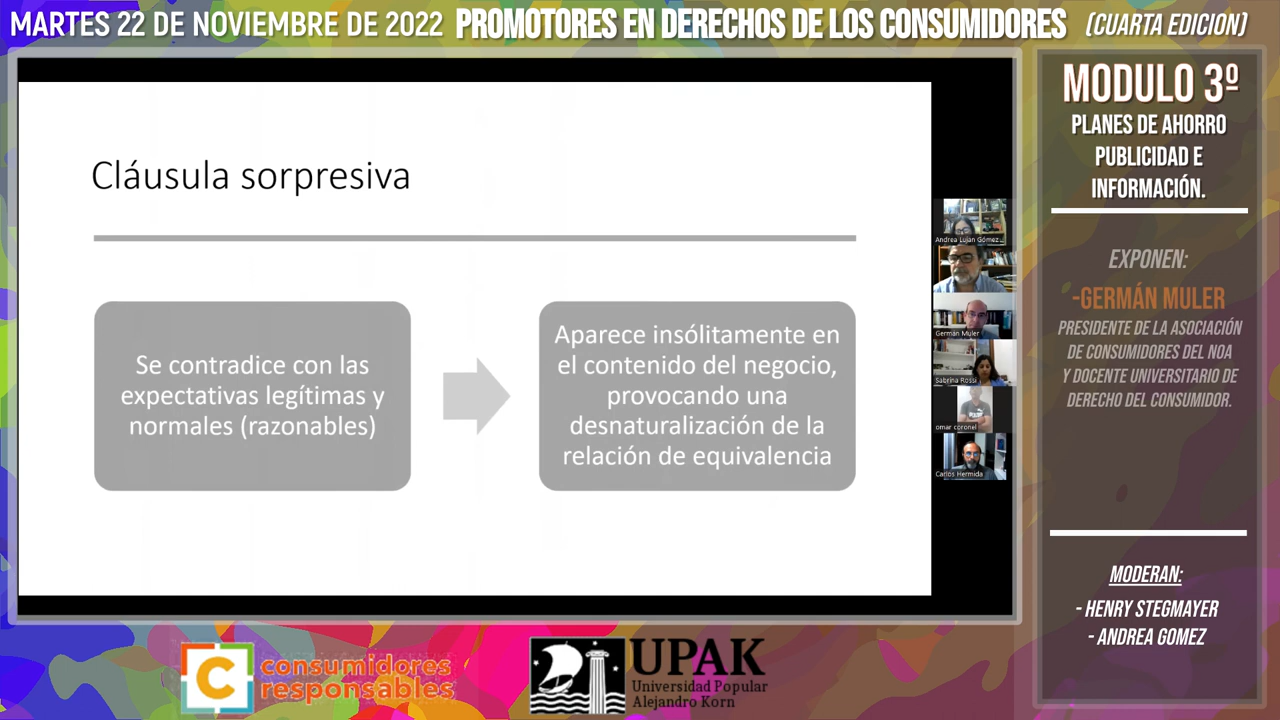 MARTES 22 DE NOVIEMBRE DE 2022 PROMOTORES EN DERECHOS DE LOS CONSUMIDORES (CUARTA EDICION)
Cláusula sorpresiva
Se contradice con las
expectativas legítimas y
normales (razonables)
Aparece insólitamente en
el contenido del negocio,
provocando una
desnaturalización de la
relación de equivalencia
Andrea Luján Gómez...
Germán Muler
Sabrina Rossi
omar coronel
Carlos Hermida
MODULO 3º
PLANES DE AHORRO
PUBLICIDAD E
INFORMACIÓN.
EXPONEN:
-GERMÁN MULER
PRESIDENTE DE LA ASOCIACIÓN
DE CONSUMIDORES DEL NOA
Y DOCENTE UNIVERSITARIO DE
DERECHO DEL CONSUMIDOR.
MODERAN:
- HENRY STEGMAYER
- ANDREA GOMEZ
C consumidores
responsables
UPAK
Universidad Popular
Alejandro Korn